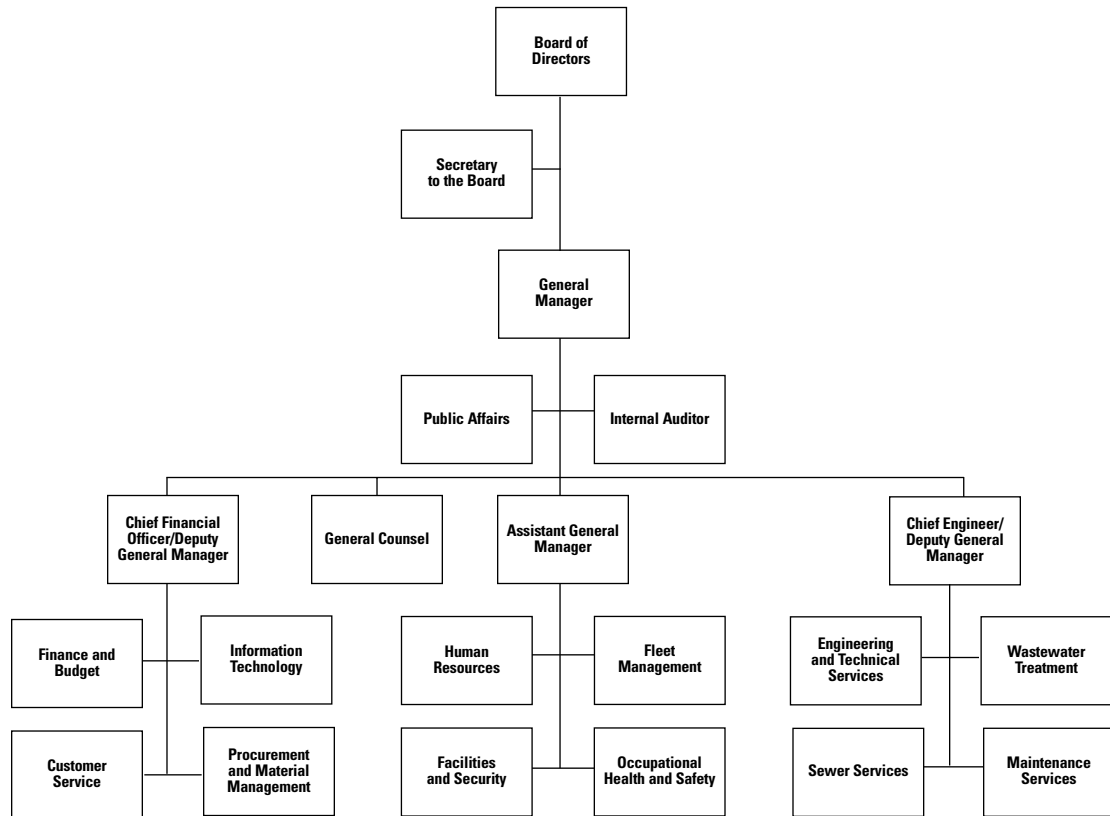 Board of
Directors
Secretary
to the Board
General
Manager
Public Affairs
Internal Auditor
Chief Financial
Officer/Deputy
General Manager
General Counsel
Assistant General
Manager
Chief Engineer/
Deputy General
Manager
Finance and
Budget
Information
Technology
Human
Resources
Fleet
Management
Engineering
and Technical
Services
Wastewater
Treatment
Customer
Service
Procurement
and Material
Management
Facilities
and Security
Occupational
Health and Safety
Sewer Services
Maintenance
Services